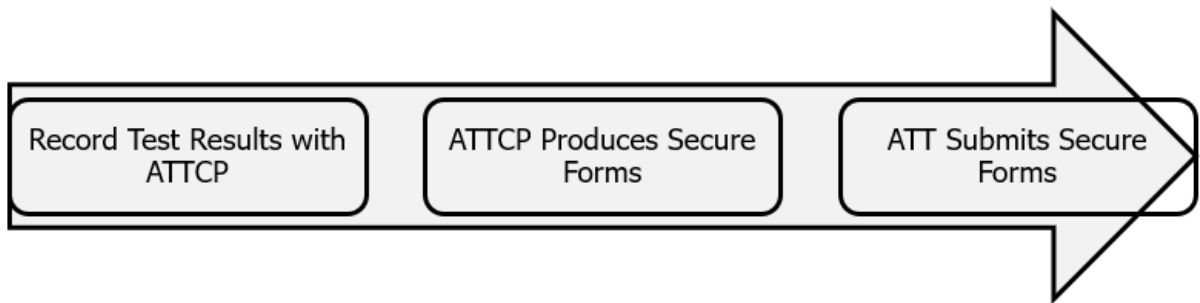 Record Test Results with
ATTCP
ATTCP Produces Secure
Forms
ATT Submits Secure
Forms